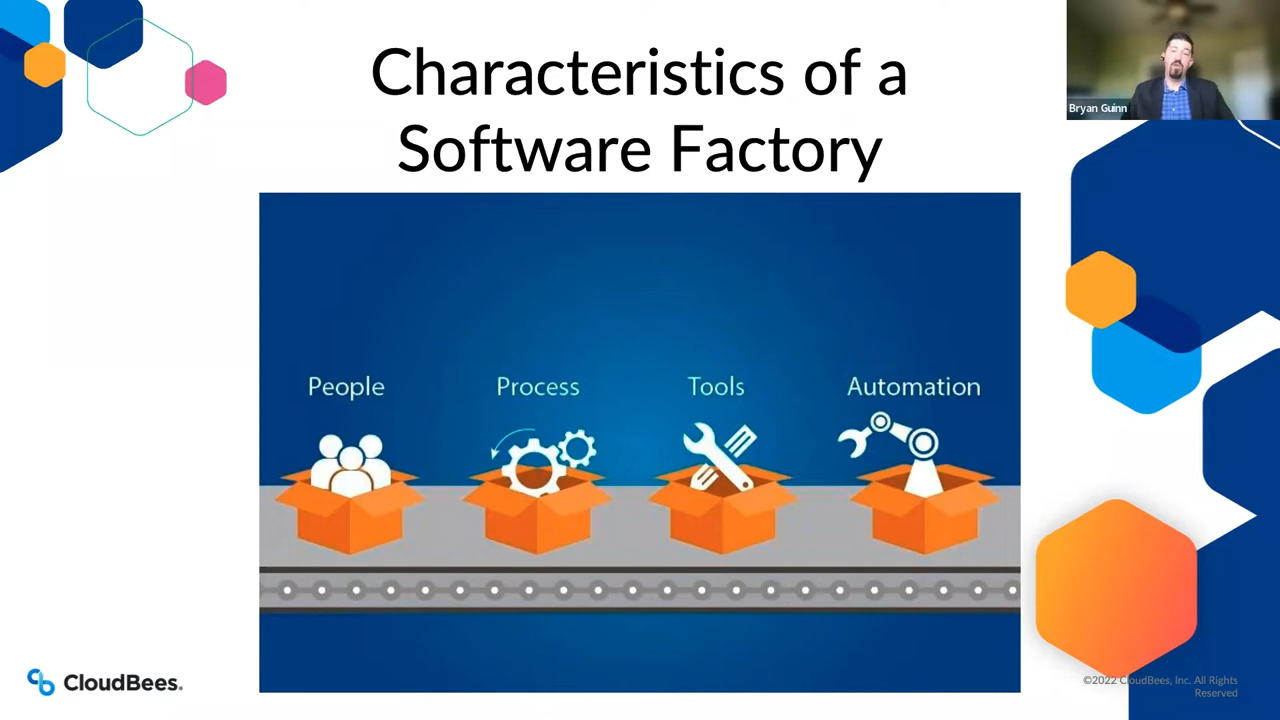 Characteristics of a
Software Factory
Bryan Guinn
People
Process
Tools
Automation
CloudBees.
©2022 CloudBees, Inc. All Rights
Reserved